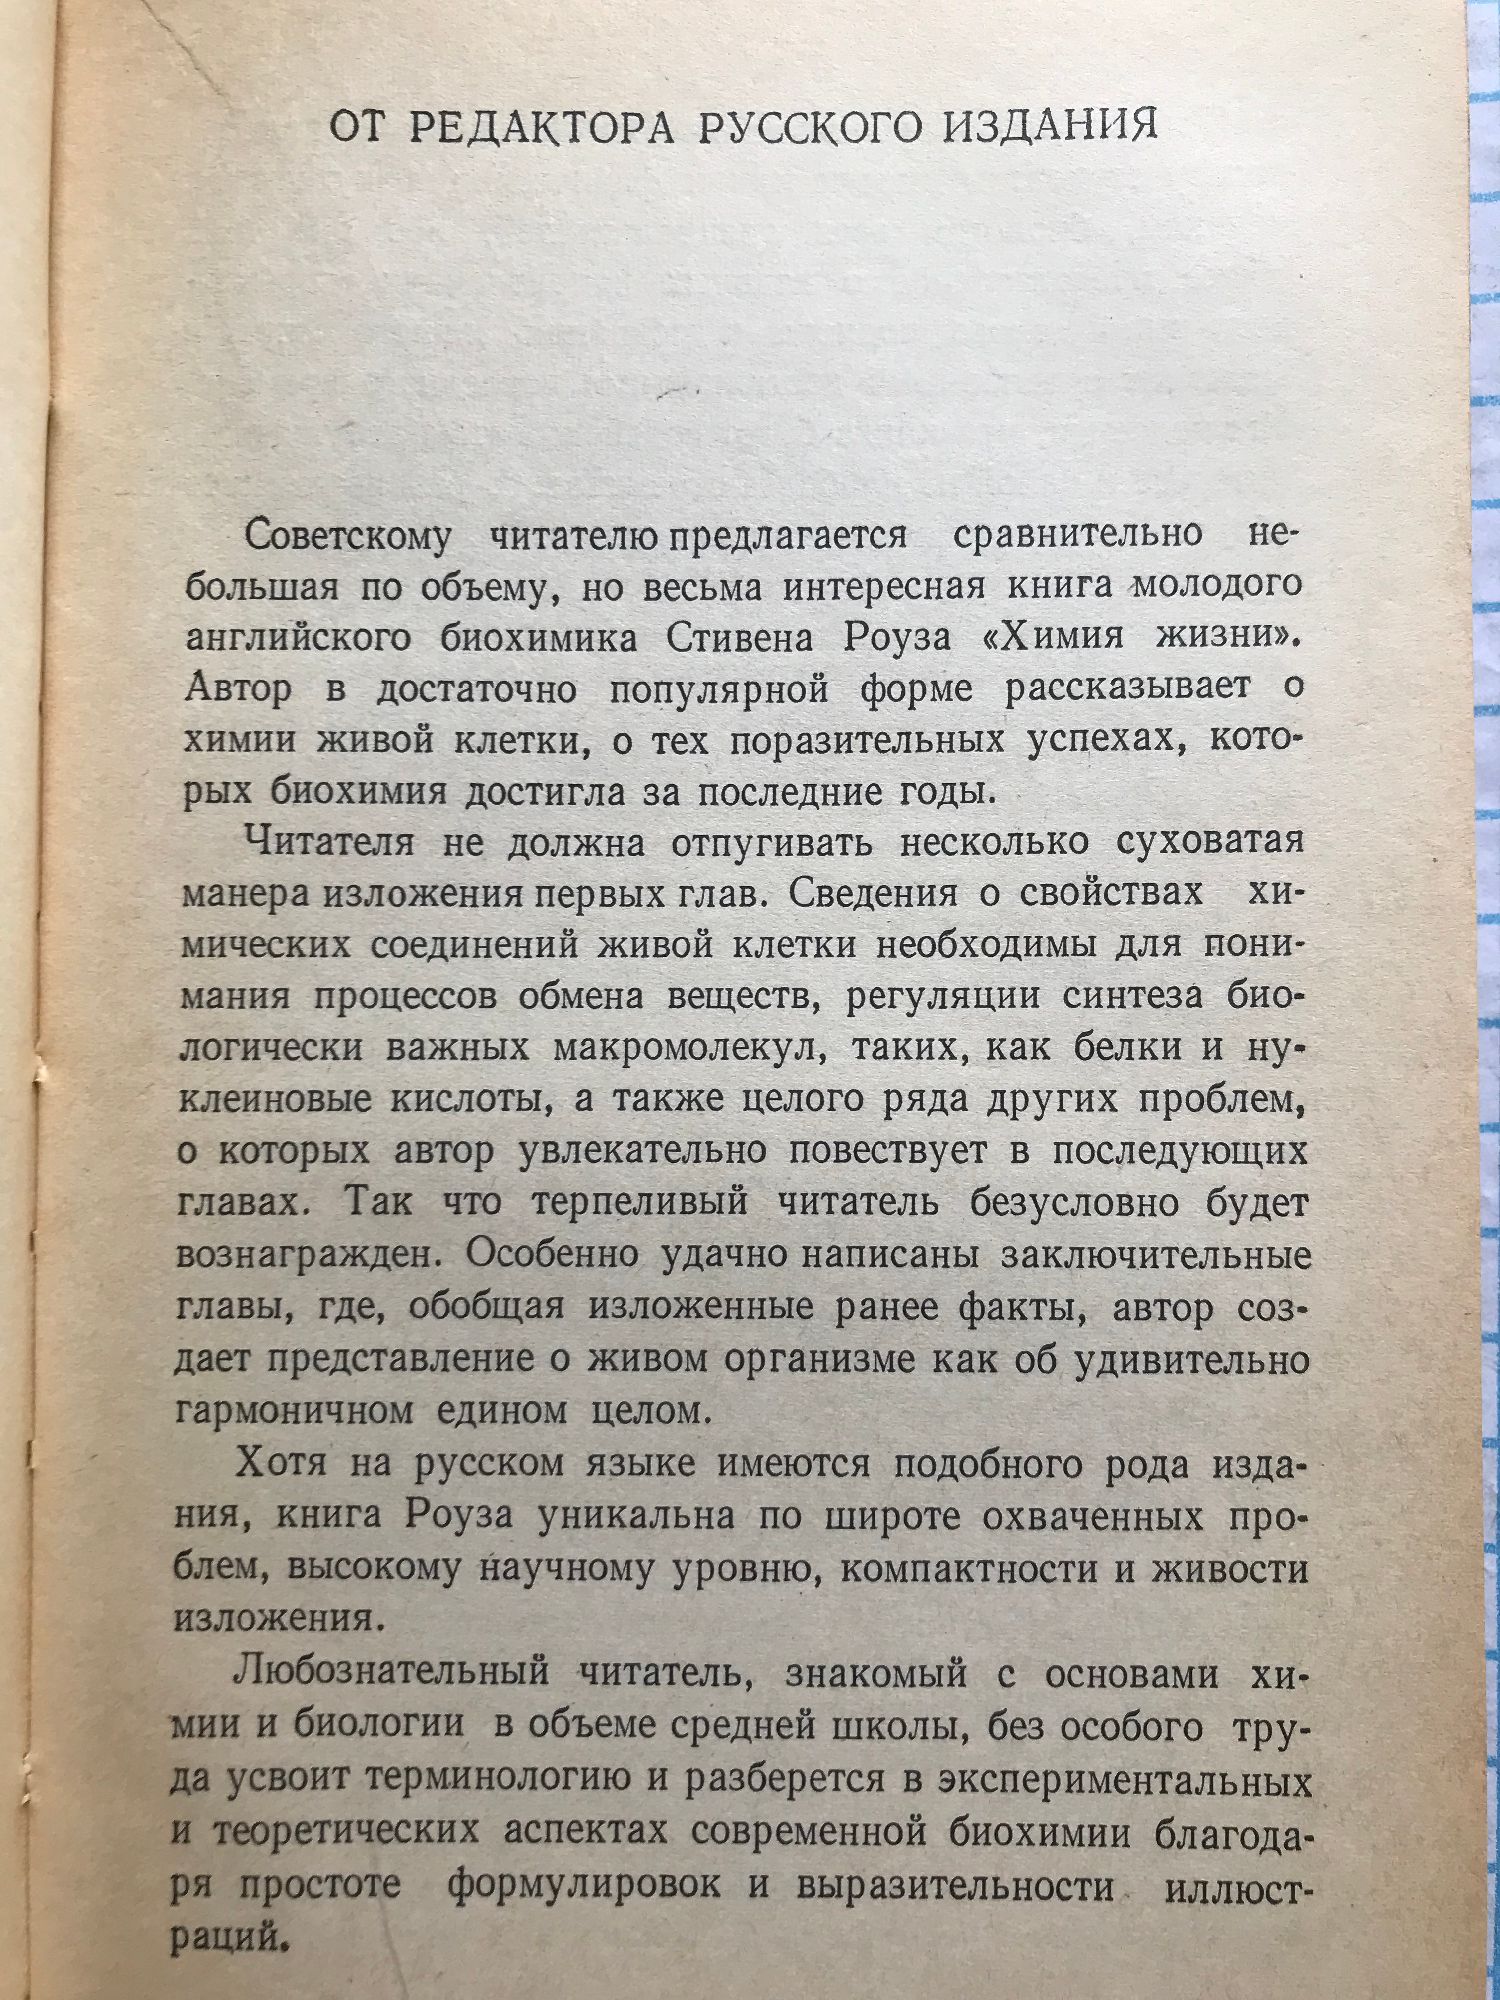 ОТ РЕДАКТОРА РУССКОГО ИЗДАНИЯ
Советскому читателю предлагается сравнительно не-
большая по объему, но весьма интересная книга молодого
английского биохимика Стивена Роуза «Химия жизни».
Автор в достаточно популярной форме рассказывает о
химии живой клетки, о тех поразительных успехах, кото-
рых биохимия достигла за последние годы.
Читателя не должна отпугивать несколько суховатая
манера изложения первых глав. Сведения о свойствах хи-
мических соединений живой клетки необходимы для пони-
мания процессов обмена веществ, регуляции синтеза био-
логически важных макромолекул, таких, как белки и ну-
клеиновые кислоты, а также целого ряда других проблем,
о которых автор увлекательно повествует в последующих
главах. Так что терпеливый читатель безусловно будет
вознагражден. Особенно удачно написаны заключительные
главы, где, обобщая изложенные ранее факты, автор соз-
дает представление о живом организме как об удивительно
гармоничном едином целом.
Хотя на русском языке имеются подобного рода изда-
ния, книга Роуза уникальна по широте охваченных про-
блем, высокому научному уровню, компактности и живости
изложения.
Любознательный читатель, знакомый с основами хи-
мии и биологии в объеме средней школы, без особого тру-
да усвоит терминологию и разберется в экспериментальных
и теоретических аспектах современной биохимии благода-
ря простоте формулировок и выразительности иллюст-
раций.